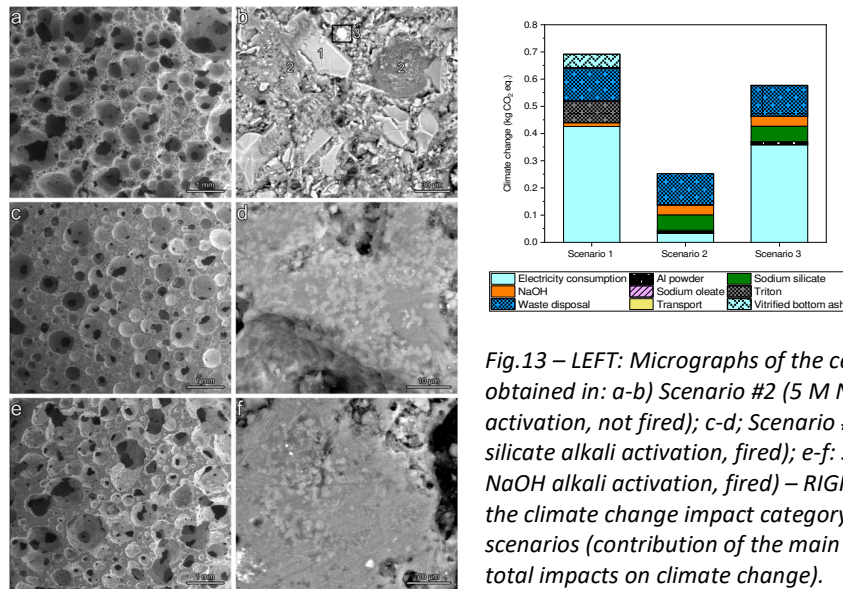 a
1 mm
b
1
2
2
3
c
1 mm
d
10 µm
e
1 mm
f
10 µm
Climate change (kg CO₂ eq.)
0.8
0.7
0.6
0.5
0.4
0.3
0.2
0.1
0.0
Scenario 1 Scenario 2 Scenario 3
Electricity consumption Al powder Sodium silicate
NaOH Sodium oleate Triton
Waste disposal Transport Vitrified bottom ash
Fig.13 – LEFT: Micrographs of the
obtained in: a-b) Scenario #2 (5 M
activation, not fired); c-d; Scenario
silicate alkali activation, fired); e-f:
NaOH alkali activation, fired) – RIG
the climate change impact category
scenarios (contribution of the main
total impacts on climate change).